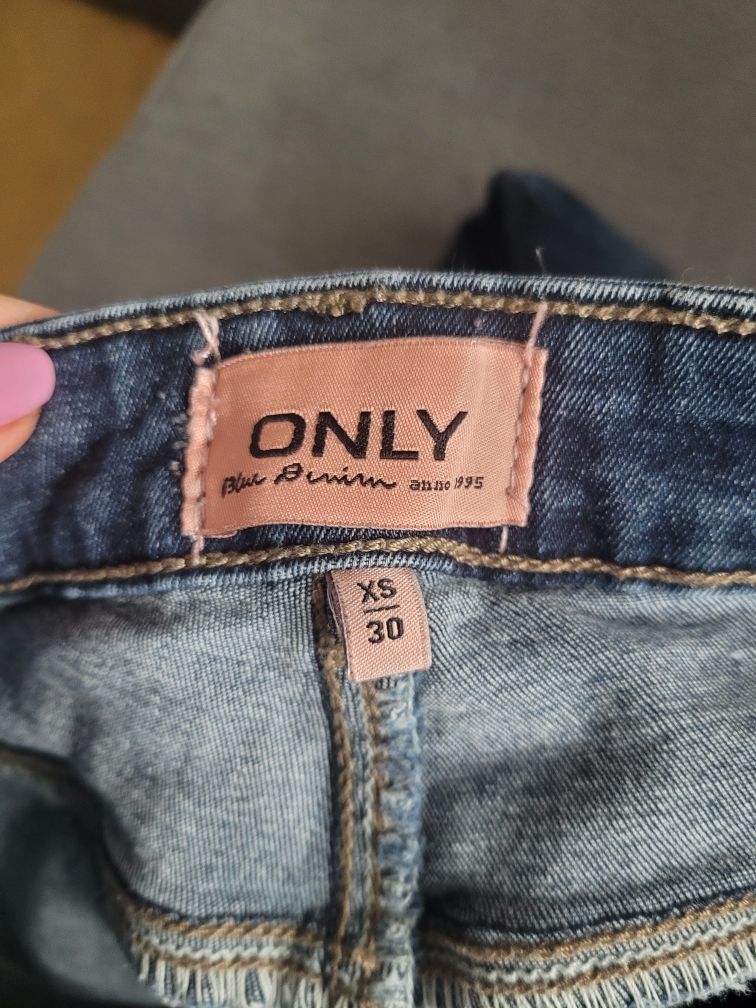 ONLY
Blue Denim anno 1995
XS
30